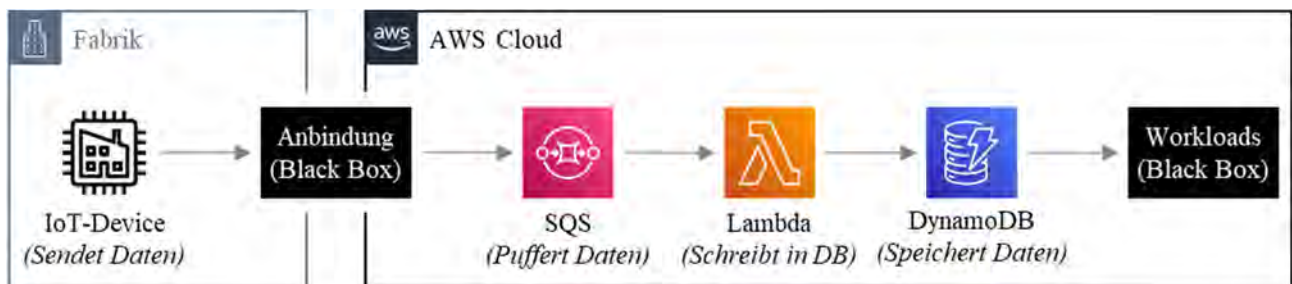 Fabrik
aws
AWS Cloud
Anbindung
(Black Box)
Workloads
(Black Box)
IoT-Device
(Sendet Daten)
SQS
(Puffert Daten)
Lambda
(Schreibt in DB)
DynamoDB
(Speichert Daten)